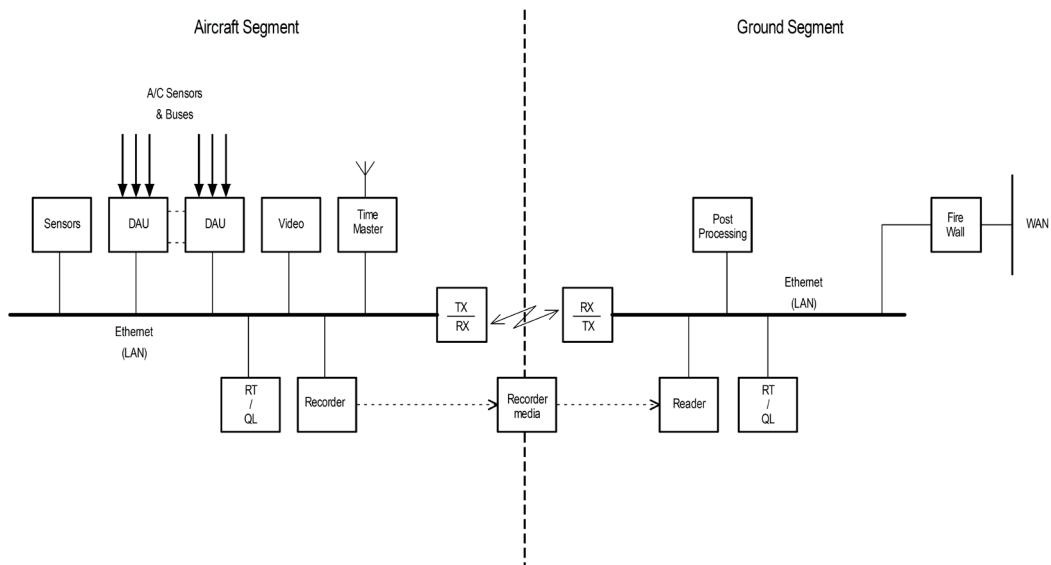 Aircraft Segment
Ground Segment
A/C Sensors
& Buses
Sensors
DAU
DAU
Video
Time
Master
Post
Processing
Fire
Wall
WAN
Ethernet
(LAN)
TX
RX
RX
TX
Ethernet
(LAN)
RT
/
QL
Recorder
Recorder
media
Reader
RT
/
QL